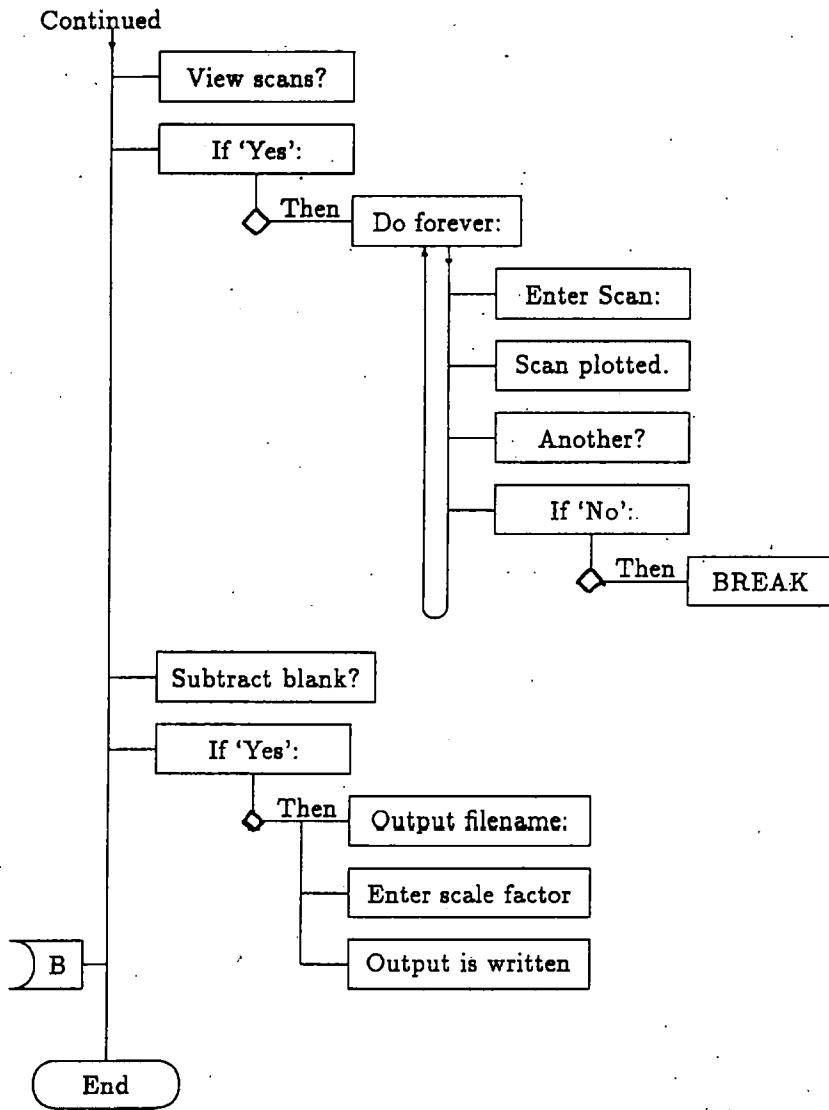 Continued
View scans?
If ‘Yes’:
Then
Do forever:
Enter Scan:
Scan plotted.
Another?
If ‘No’:
Then
BREAK
Subtract blank?
If ‘Yes’:
Then
Output filename:
Enter scale factor
B
Output is written
End